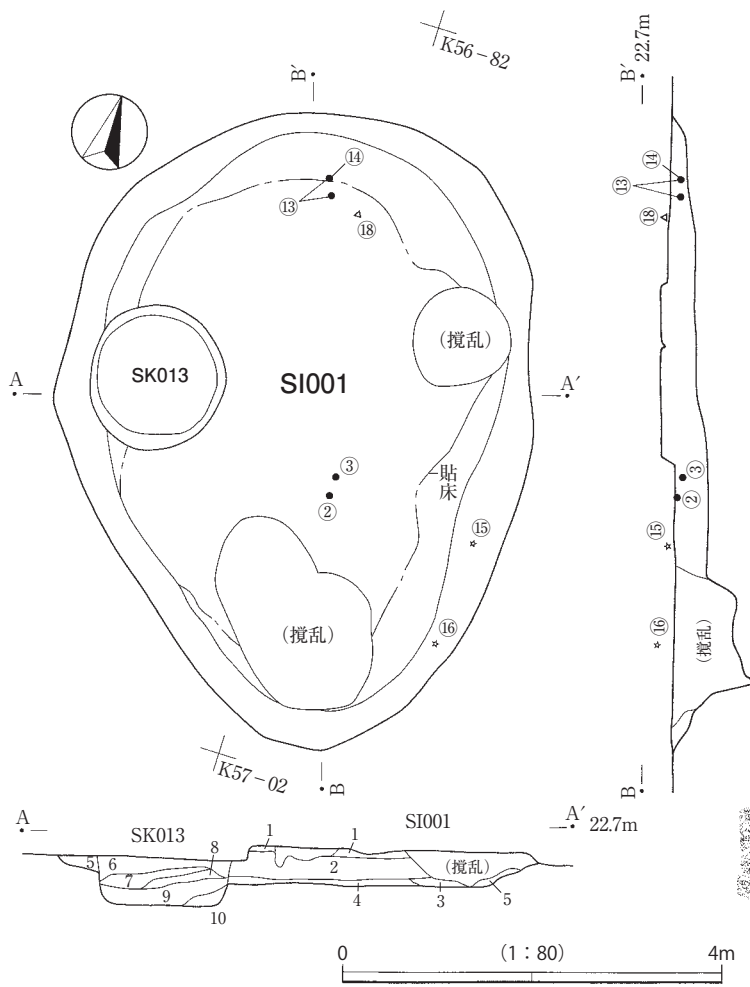 K56-82
B′
B′
22.7m
⑭
⑭
⑬
⑬
⑱
⑱
(撹乱)
SK013
SI001
A
A′
③
③
②
②
貼床
⑮
⑮
(撹乱)
⑯
⑯
(撹乱)
K57-02
B
B
A
SK013
SI001
A′
22.7m
1
1
8
5
6
2
(撹乱)
7
9
10
4
3
5
0
(1：80)
4m